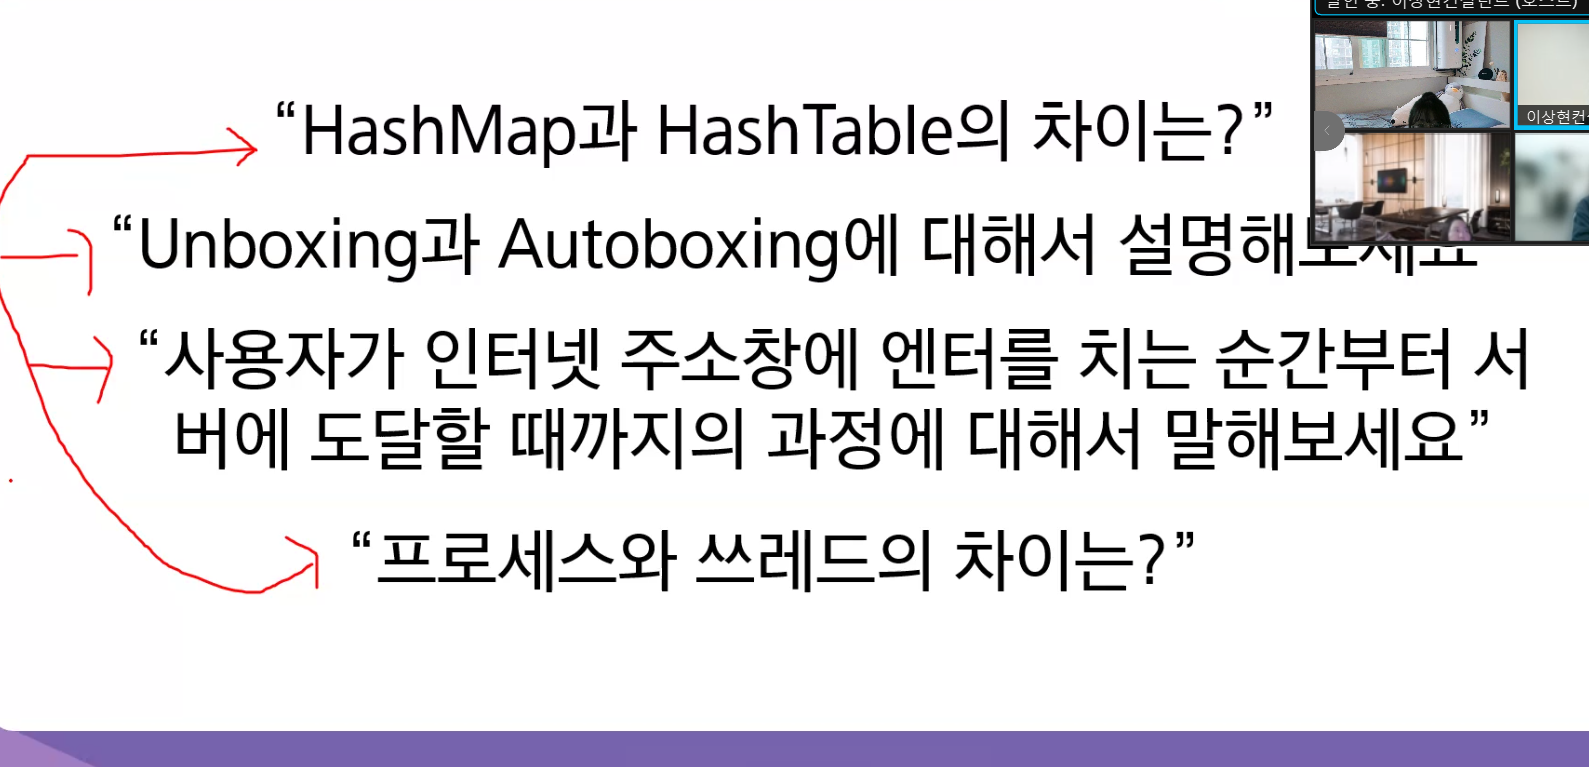 “HashMap과 HashTable의 차이는?”
“Unboxing과 Autoboxing에 대해서 설명해보세요
“사용자가 인터넷 주소창에 엔터를 치는 순간부터 서
버에 도달할 때까지의 과정에 대해서 말해보세요”
“프로세스와 쓰레드의 차이는?”
이상현컨